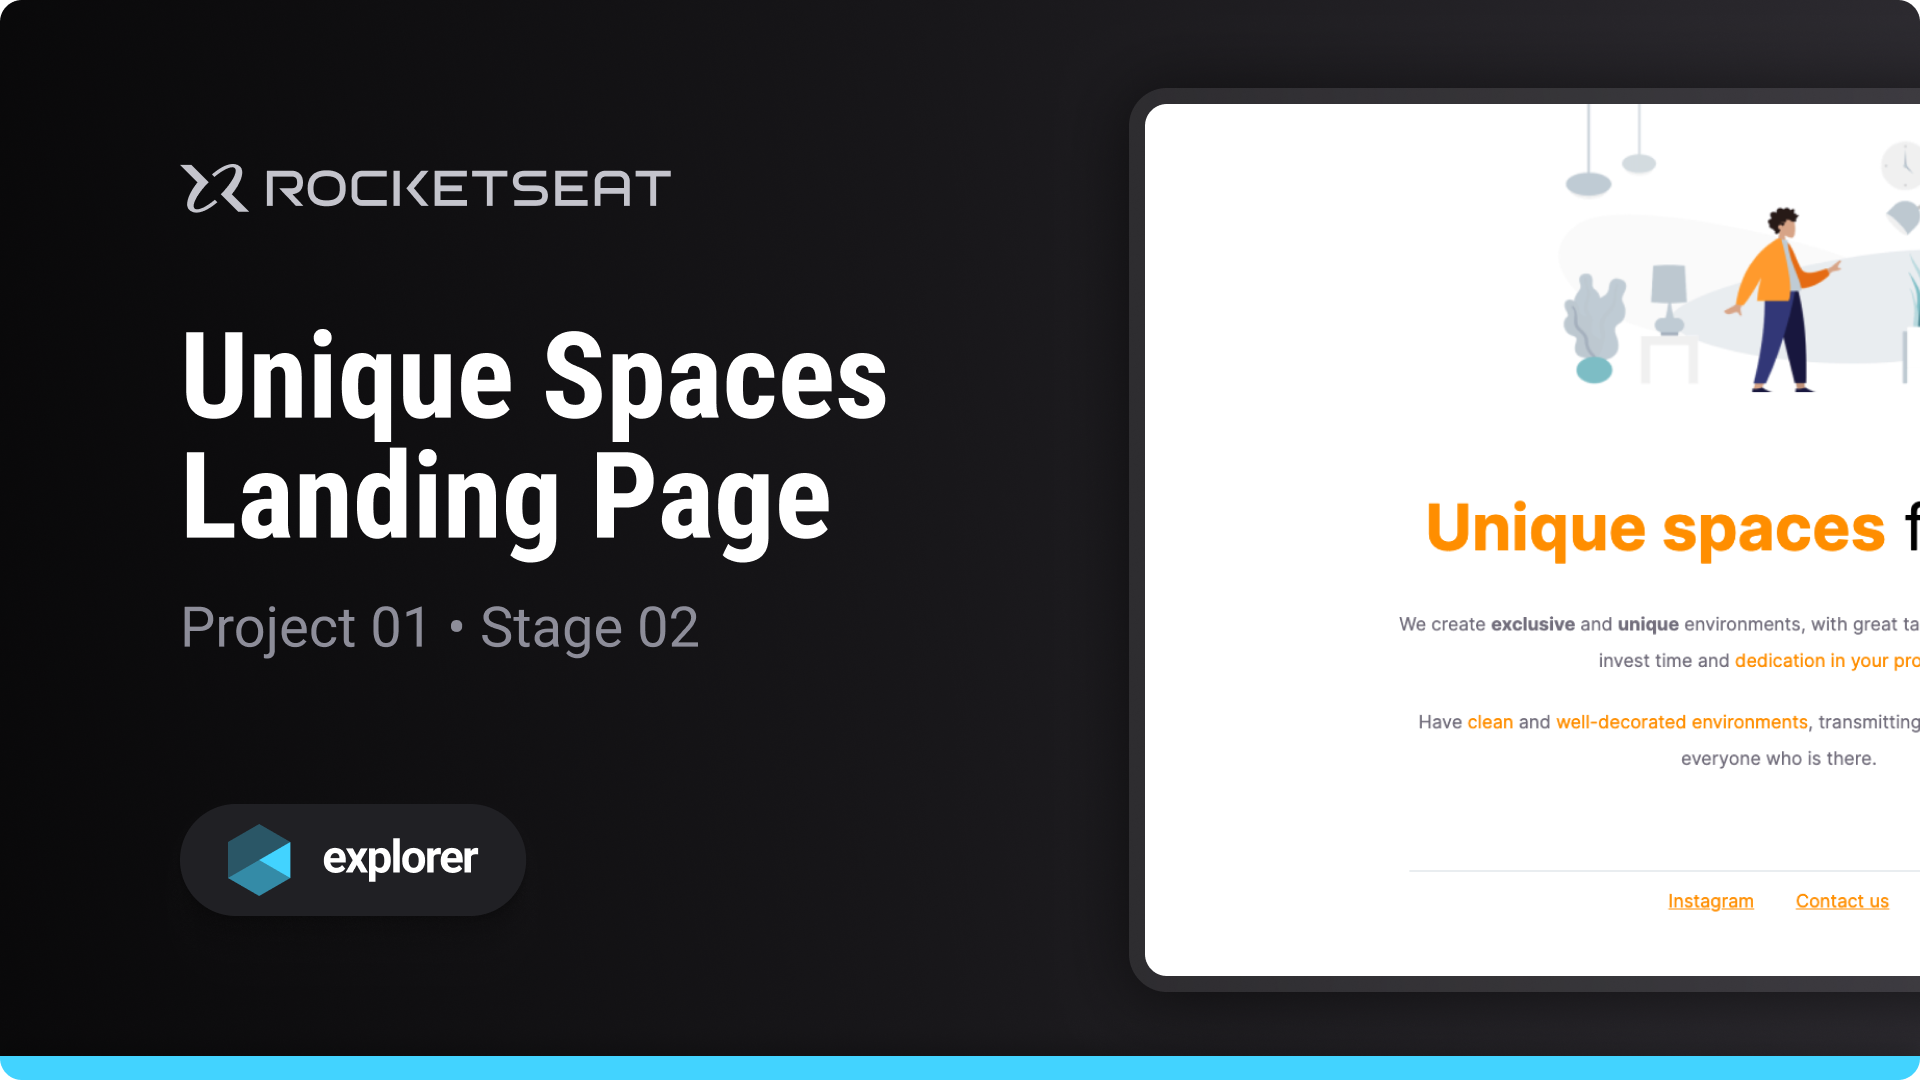 ROCKETSEAT
Unique Spaces
Landing Page
Project 01 • Stage 02
explorer
Unique spaces f
We create exclusive and unique environments, with great ta
invest time and dedication in your pro
Have clean and well-decorated environments, transmitting
everyone who is there.
Instagram Contact us